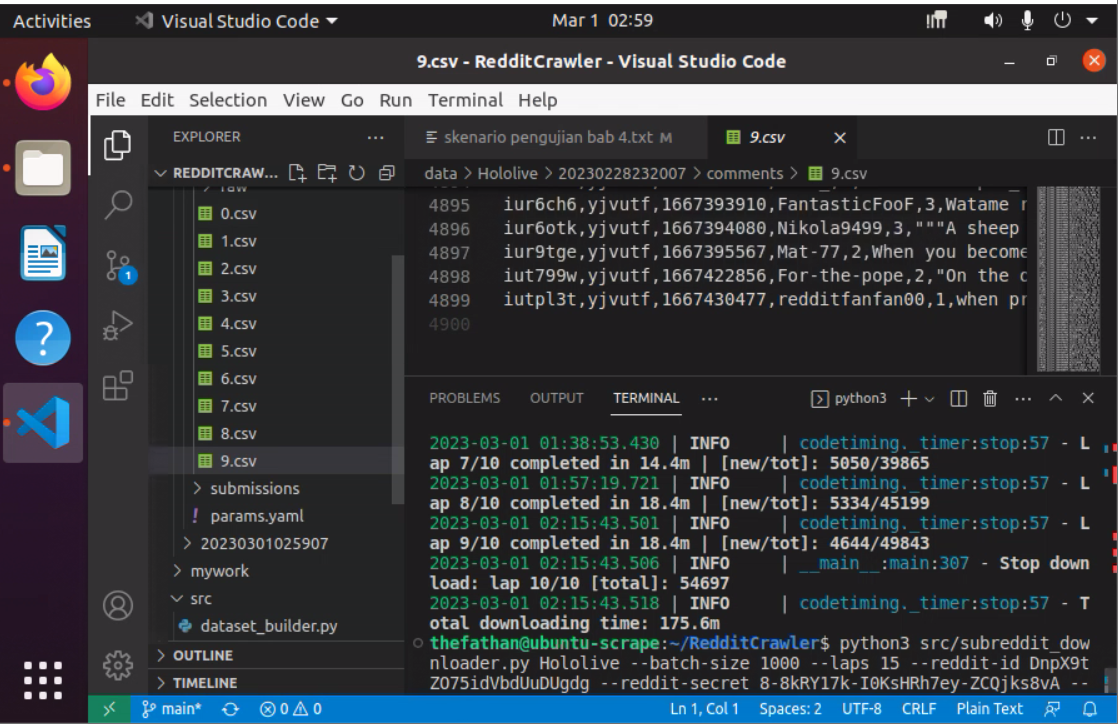 Activities Visual Studio Code Mar 1 02:59
9.csv - RedditCrawler - Visual Studio Code
File Edit Selection View Go Run Terminal Help
EXPLORER
skenario pengujian bab 4.txt M
9.csv
REDDITCRAW...
data > Hololive > 20230228232007 > comments > 9.csv
raw
0.csv
1.csv
2.csv
3.csv
4.csv
5.csv
6.csv
7.csv
8.csv
9.csv
submissions
params.yaml
20230301025907
mywork
src
dataset_builder.py
OUTLINE
TIMELINE
1
4895 iur6ch6,yjvutf,1667393910,FantasticFooF,3,Watame
4896 iur6otk,yjvutf,1667394080,Nikola9499,3,"""A sheep
4897 iur9tge,yjvutf,1667395567,Mat-77,2,When you become
4898 iut799w,yjvutf,1667422856,For-the-pope,2,"On the
4899 iutpl3t,yjvutf,1667430477,redditfanfan00,1,when
4900
PROBLEMS OUTPUT TERMINAL ... python3
2023-03-01 01:38:53.430 | INFO | codetiming._timer:stop:57 - L
ap 7/10 completed in 14.4m | [new/tot]: 5050/39865
2023-03-01 01:57:19.721 | INFO | codetiming._timer:stop:57 - L
ap 8/10 completed in 18.4m | [new/tot]: 5334/45199
2023-03-01 02:15:43.501 | INFO | codetiming._timer:stop:57 - L
ap 9/10 completed in 18.4m | [new/tot]: 4644/49843
2023-03-01 02:15:43.506 | INFO | __main__:main:307 - Stop down
load: lap 10/10 [total]: 54697
2023-03-01 02:15:43.518 | INFO | codetiming._timer:stop:57 - T
otal downloading time: 175.6m
thefathan@ubuntu-scrape:~/RedditCrawler$ python3 src/subreddit_dow
nloader.py Hololive --batch-size 1000 --laps 15 --reddit-id DnpX9t
ZO75idVbdUuDUgdg --reddit-secret 8-8kRY17k-I0KsHRh7ey-ZCQjks8vA --
main* 0 0 Ln 1, Col 1 Spaces: 2 UTF-8 CRLF Plain Text